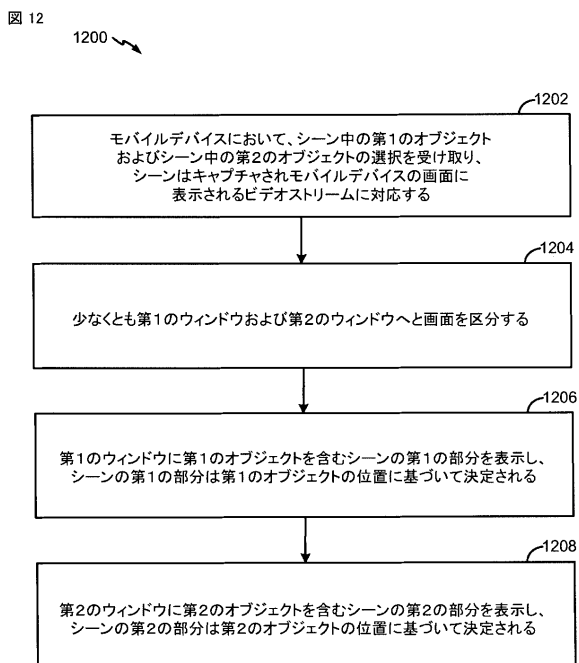 図 12
1200
1202
モバイルデバイスにおいて、シーン中の第1のオブジェクト
およびシーン中の第2のオブジェクトの選択を受け取り、
シーンはキャプチャされモバイルデバイスの画面に
表示されるビデオストリームに対応する
1204
少なくとも第1のウィンドウおよび第2のウィンドウへと画面を区分する
1206
第1のウィンドウに第1のオブジェクトを含むシーンの第1の部分を表示し、
シーンの第1の部分は第1のオブジェクトの位置に基づいて決定される
1208
第2のウィンドウに第2のオブジェクトを含むシーンの第2の部分を表示し、
シーンの第2の部分は第2のオブジェクトの位置に基づいて決定される